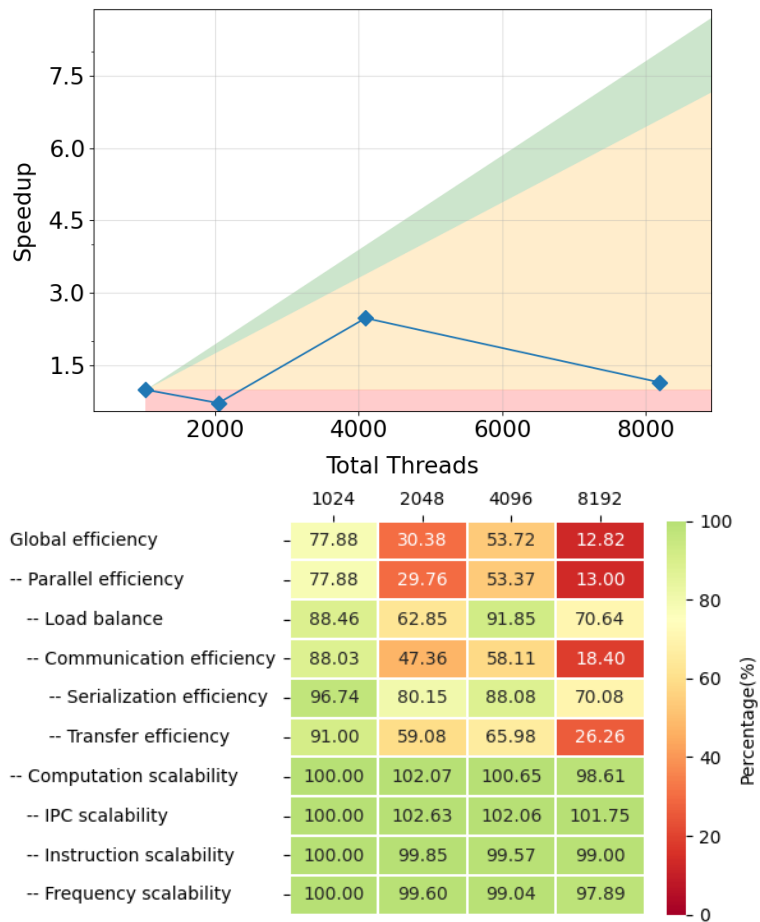 7.5
6.0
Speedup
4.5
3.0
1.5
2000 4000 6000 8000
Total Threads
1024 2048 4096 8192
Global efficiency 77.88 30.38 53.72 12.82 100
-- Parallel efficiency 77.88 29.76 53.37 13.00
-- Load balance 88.46 62.85 91.85 70.64 80
-- Communication efficiency 88.03 47.36 58.11 18.40
-- Serialization efficiency 96.74 80.15 88.08 70.08 60
-- Transfer efficiency 91.00 59.08 65.98 26.26
-- Computation scalability 100.00 102.07 100.65 98.61 40
-- IPC scalability 100.00 102.63 102.06 101.75
-- Instruction scalability 100.00 99.85 99.57 99.00 20
-- Frequency scalability 100.00 99.60 99.04 97.89 0
Percentage(%)